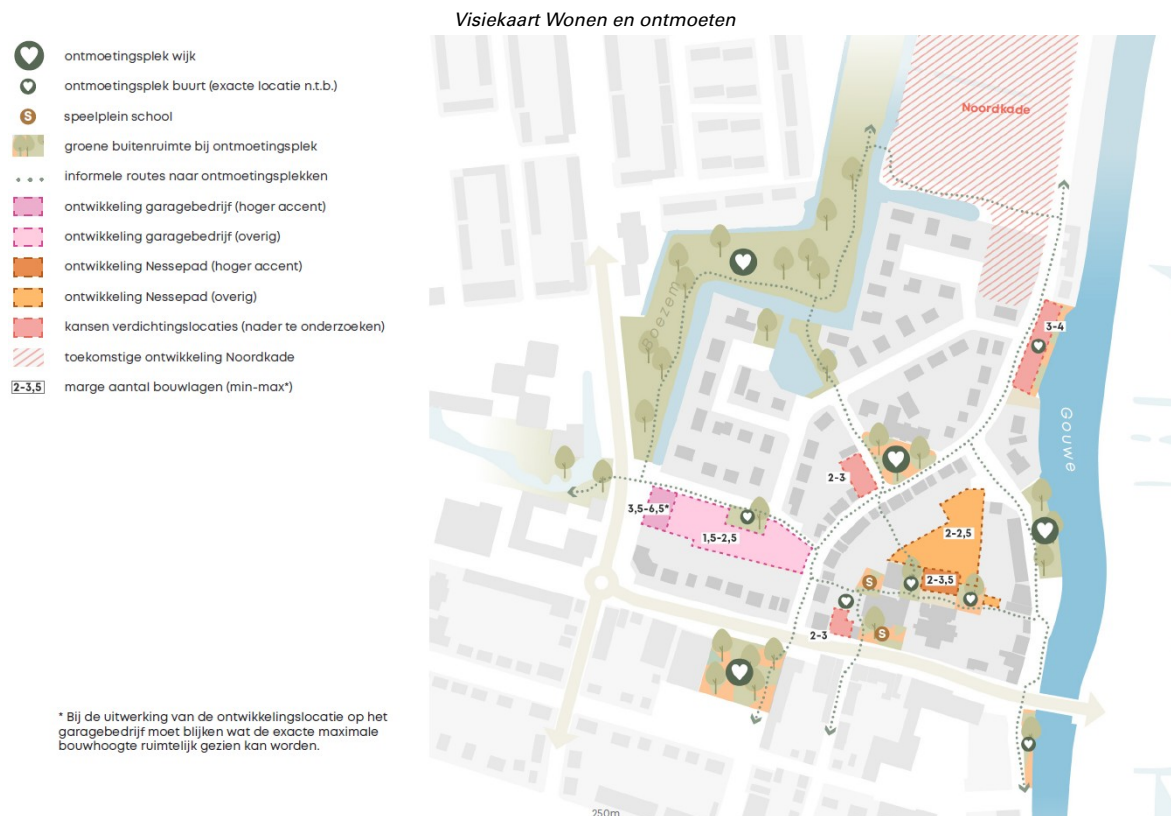 Visiekaart Wonen en ontmoeten
ontmoetingsplek wijk
ontmoetingsplek buurt (exacte locatie n.t.b.)
S speelplein school
groene buitenruimte bij ontmoetingsplek
informele routes naar ontmoetingsplekken
ontwikkeling garagebedrijf (hoger accent)
ontwikkeling garagebedrijf (overig)
ontwikkeling Nessepad (hoger accent)
ontwikkeling Nessepad (overig)
kansen verdichtingslocaties (nader te onderzoeken)
toekomstige ontwikkeling Noordkade
2-3,5 marge aantal bouwlagen (min-max*)
* Bij de uitwerking van de ontwikkelingslocatie op het
garagebedrijf moet blijken wat de exacte maximale
bouwhoogte ruimtelijk gezien kan worden.
Noordkade
Boezem
3-4
Gouwe
2-3
3,5-6,5*
1,5-2,5
2-2,5
2-3,5
S
2-3
S
250m